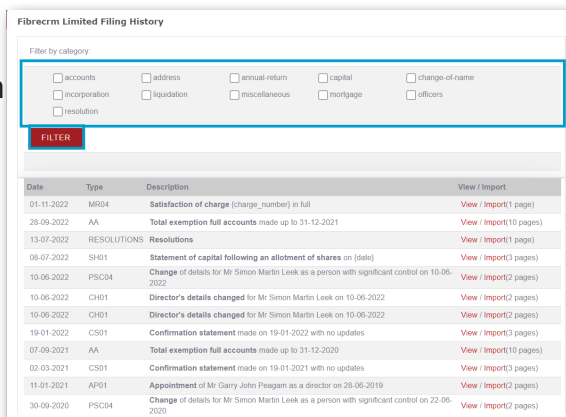 Fibrecrm Limited Filing History
Filter by category
accounts address annual-return capital change-of-name
incorporation liquidation miscellaneous mortgage officers
resolution
FILTER
Date Type Description View / Import
01-11-2022 MR04 Satisfaction of charge {charge_number} in full View / Import(3 pages)
28-09-2022 AA Total exemption full accounts made up to 31-12-2021 View / Import(10 pages)
13-07-2022 RESOLUTIONS Resolutions View / Import(1 page)
08-07-2022 SH01 Statement of capital following an allotment of shares on {date} View / Import(3 pages)
10-06-2022 PSC04 Change of details for Mr Simon Martin Leek as a person with significant control on 10-06-2022 View / Import(2 pages)
10-06-2022 CH01 Director's details changed for Mr Simon Martin Leek on 10-06-2022 View / Import(2 pages)
10-06-2022 CH01 Director's details changed for Mr Simon Martin Leek on 10-06-2022 View / Import(2 pages)
19-01-2022 CS01 Confirmation statement made on 19-01-2022 with no updates View / Import(3 pages)
07-09-2021 AA Total exemption full accounts made up to 31-12-2020 View / Import(10 pages)
02-03-2021 CS01 Confirmation statement made on 19-01-2021 with no updates View / Import(3 pages)
11-01-2021 AP01 Appointment of Mr Garry John Peagam as a director on 28-06-2019 View / Import(2 pages)
30-09-2020 PSC04 Change of details for Mr Simon Martin Leek as a person with significant control on 22-06-2020 View / Import(2 pages)